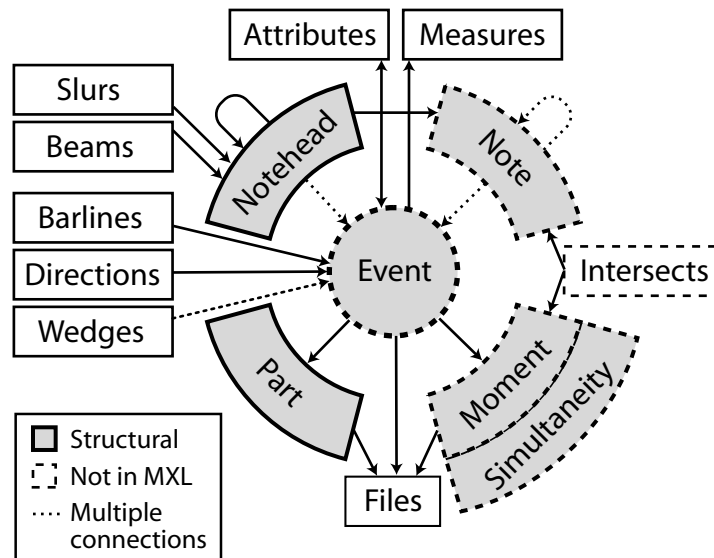 Attributes
Measures
Slurs
Beams
Notehead
Note
Barlines
Directions
Wedges
Event
Intersects
Part
Moment
Simultaneity
Files
Structural
Not in MXL
Multiple
connections